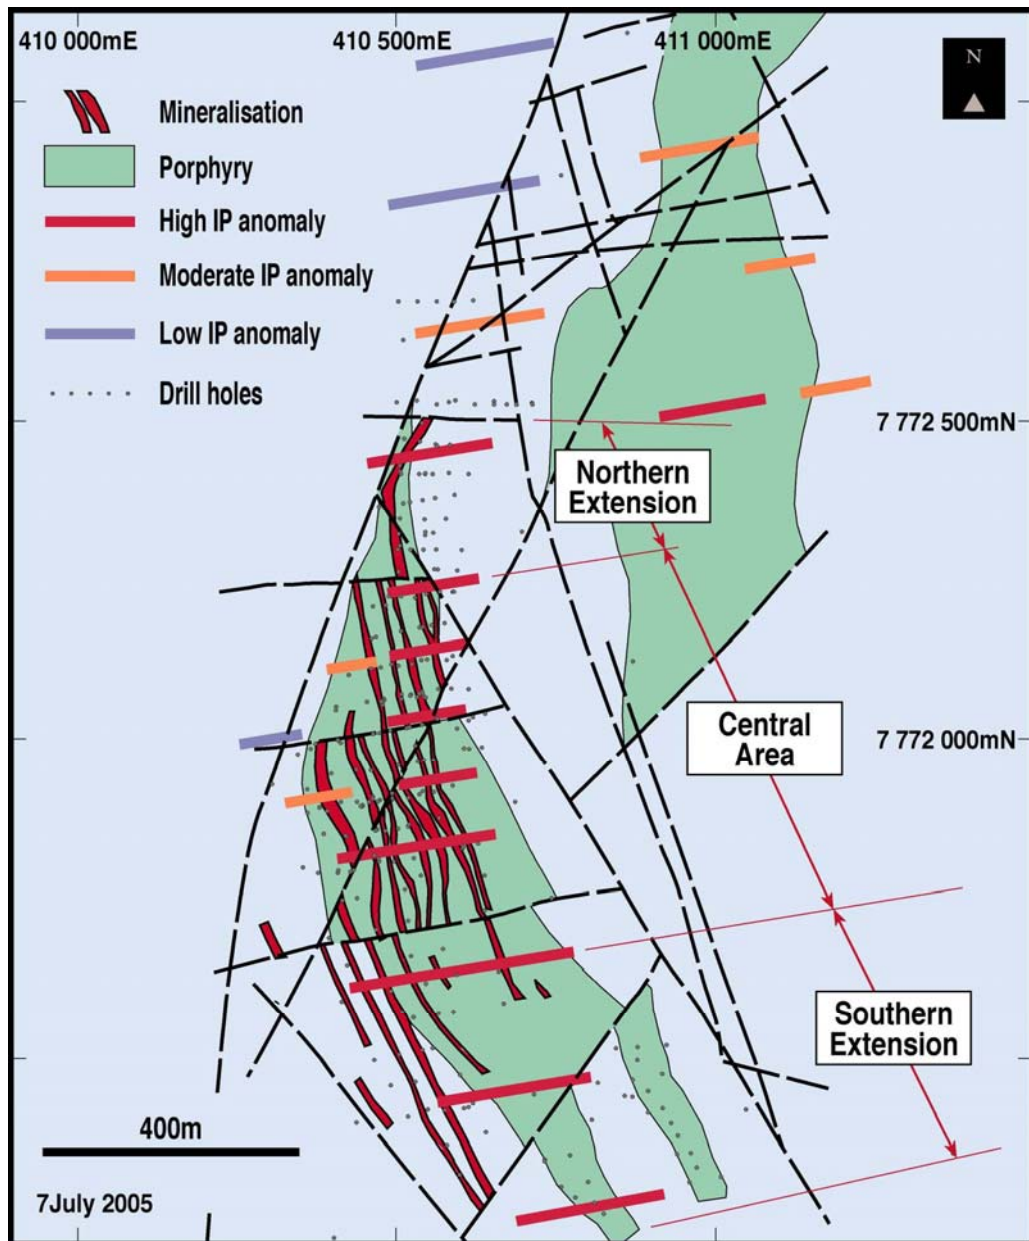 410 000mE
410 500mE
411 000mE
N
Mineralisation
Porphyry
High IP anomaly
Moderate IP anomaly
Low IP anomaly
Drill holes
7 772 500mN
Northern
Extension
7 772 000mN
Central
Area
Southern
Extension
400m
7July 2005